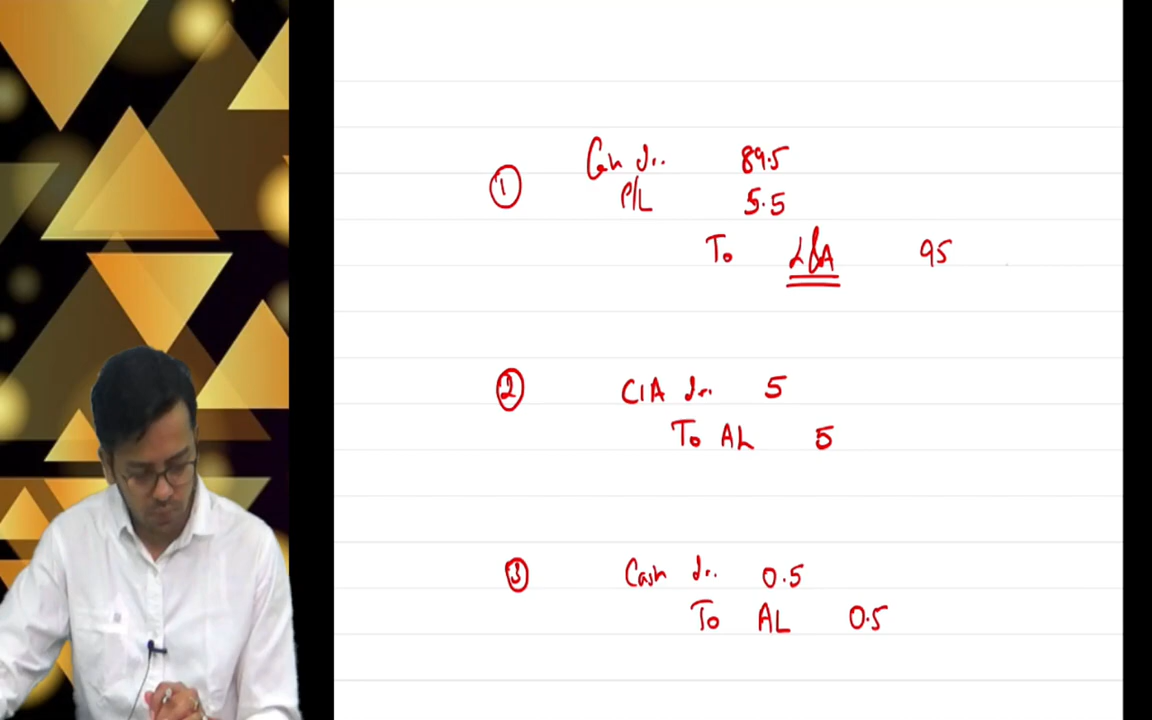 ① Cash dr. 89.5
P/L 5.5
To L&A 95
② CIA dr. 5
To AL 5
③ Cash dr. 0.5
To AL 0.5